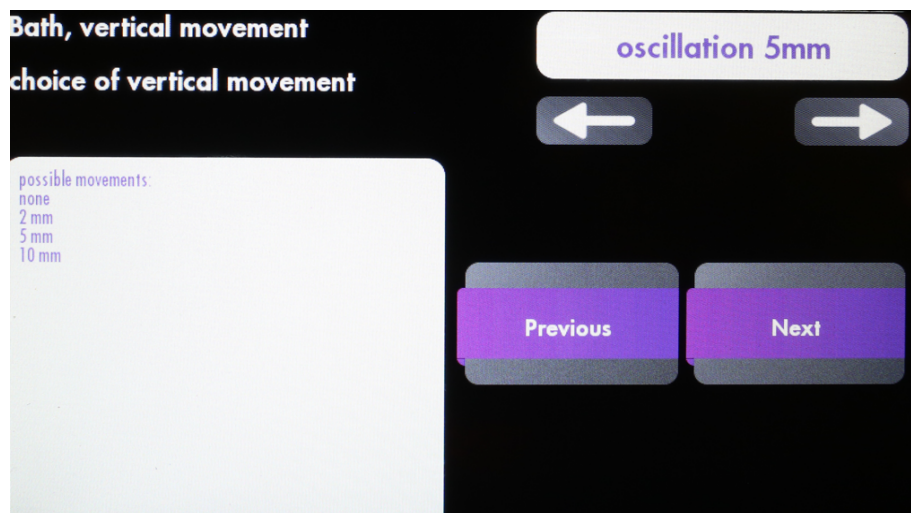 Bath, vertical movement
choice of vertical movement
oscillation 5mm
possible movements:
none
2 mm
5 mm
10 mm
Previous
Next